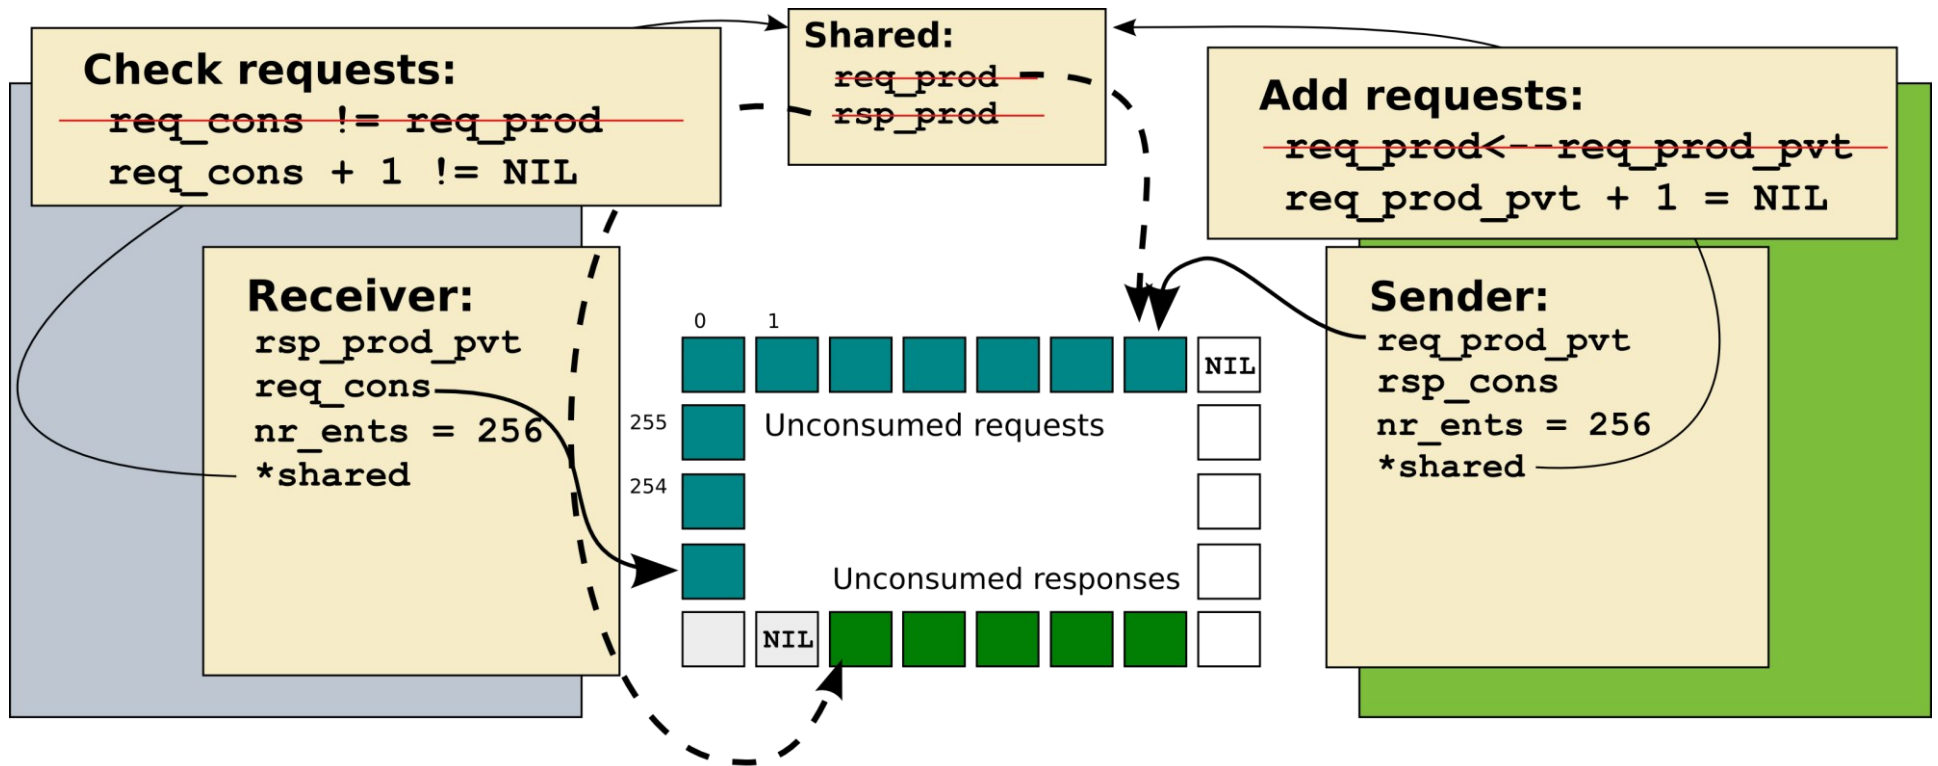 Check requests:
req_cons != req_prod
req_cons + 1 != NIL
Shared:
req_prod
rsp_prod
Add requests:
req_prod<--req_prod_pvt
req_prod_pvt + 1 = NIL
Receiver:
rsp_prod_pvt
req_cons
nr_ents = 256
*shared
0 1
NIL
255
Unconsumed requests
254
Unconsumed responses
NIL
Sender:
req_prod_pvt
rsp_cons
nr_ents = 256
*shared